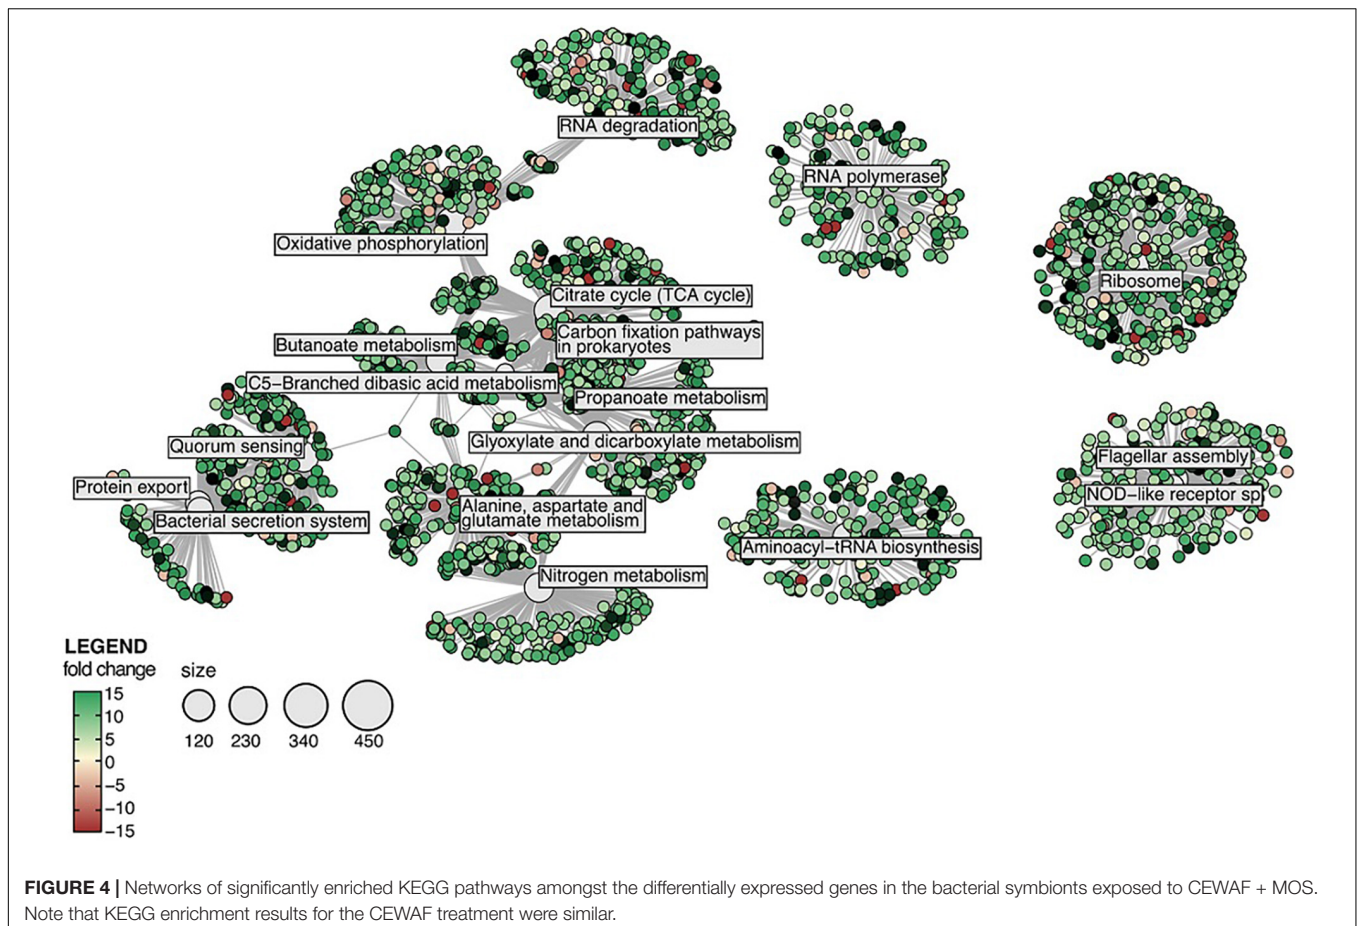 RNA degradation
RNA polymerase
Oxidative phosphorylation
Ribosome
Citrate cycle (TCA cycle)
Butanoate metabolism
Carbon fixation pathways
in prokaryotes
C5−Branched dibasic acid metabolism
Propanoate metabolism
Quorum sensing
Glyoxylate and dicarboxylate metabolism
Flagellar assembly
Protein export
NOD−like receptor sp
Bacterial secretion system
Alanine, aspartate and
glutamate metabolism
Aminoacyl−tRNA biosynthesis
Nitrogen metabolism
LEGEND
fold change
15
10
5
0
−5
−10
−15
size
120 230 340 450
FIGURE 4 | Networks of significantly enriched KEGG pathways amongst the differentially expressed genes in the bacterial symbionts exposed to CEWAF + MOS.
Note that KEGG enrichment results for the CEWAF treatment were similar.